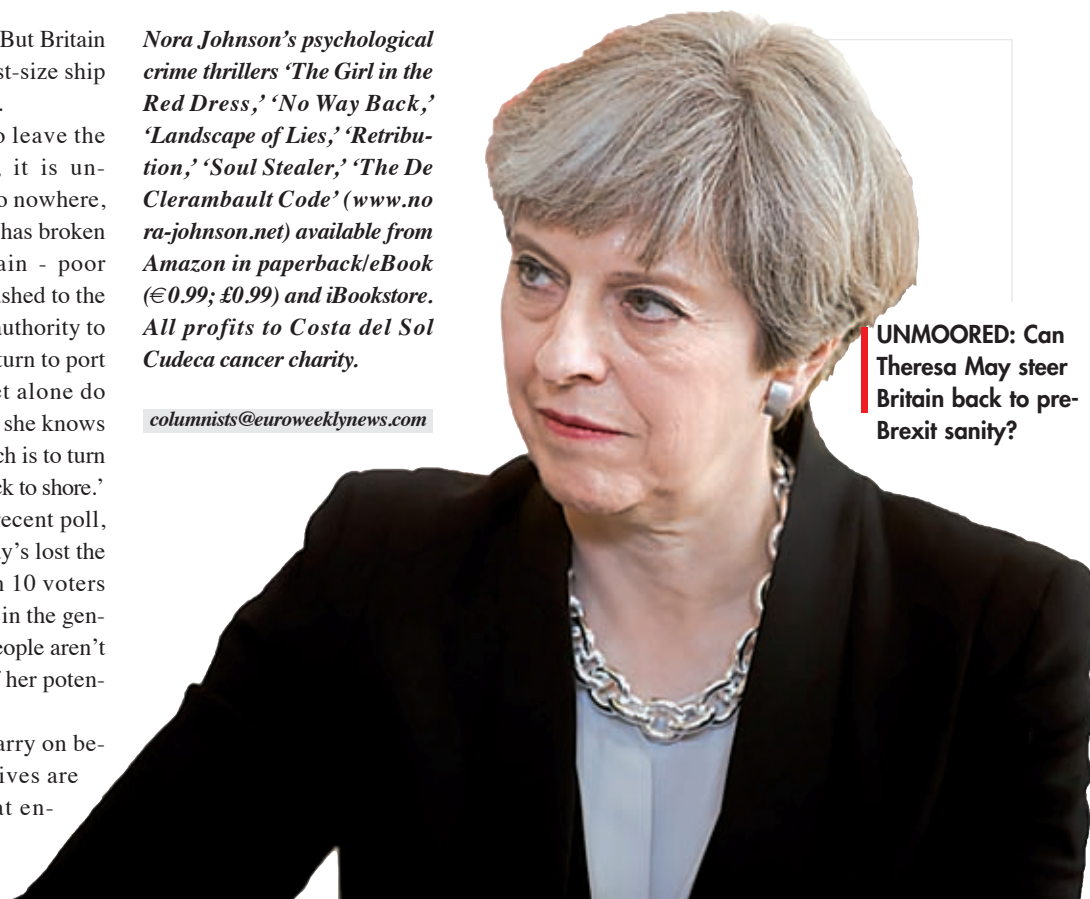 But Britain
st-size ship
.
o leave the
, it is un-
o nowhere,
has broken
ain - poor
shed to the
uthority to
turn to port
et alone do
she knows
ch is to turn
ck to shore.’
recent poll,
y’s lost the
n 10 voters
in the gen-
eople aren’t
f her poten-
arry on be-
ives are
at en-
Nora Johnson’s psychological
crime thrillers ‘The Girl in the
Red Dress,’ ‘No Way Back,’
‘Landscape of Lies,’ ‘Retribu-
tion,’ ‘Soul Stealer,’ ‘The De
Clerambault Code’ (www.no
ra-johnson.net) available from
Amazon in paperback/eBook
(€0.99; £0.99) and iBookstore.
All profits to Costa del Sol
Cudeca cancer charity.
columnists@euroweeklynews.com
UNMOORED: Can
Theresa May steer
Britain back to pre-
Brexit sanity?